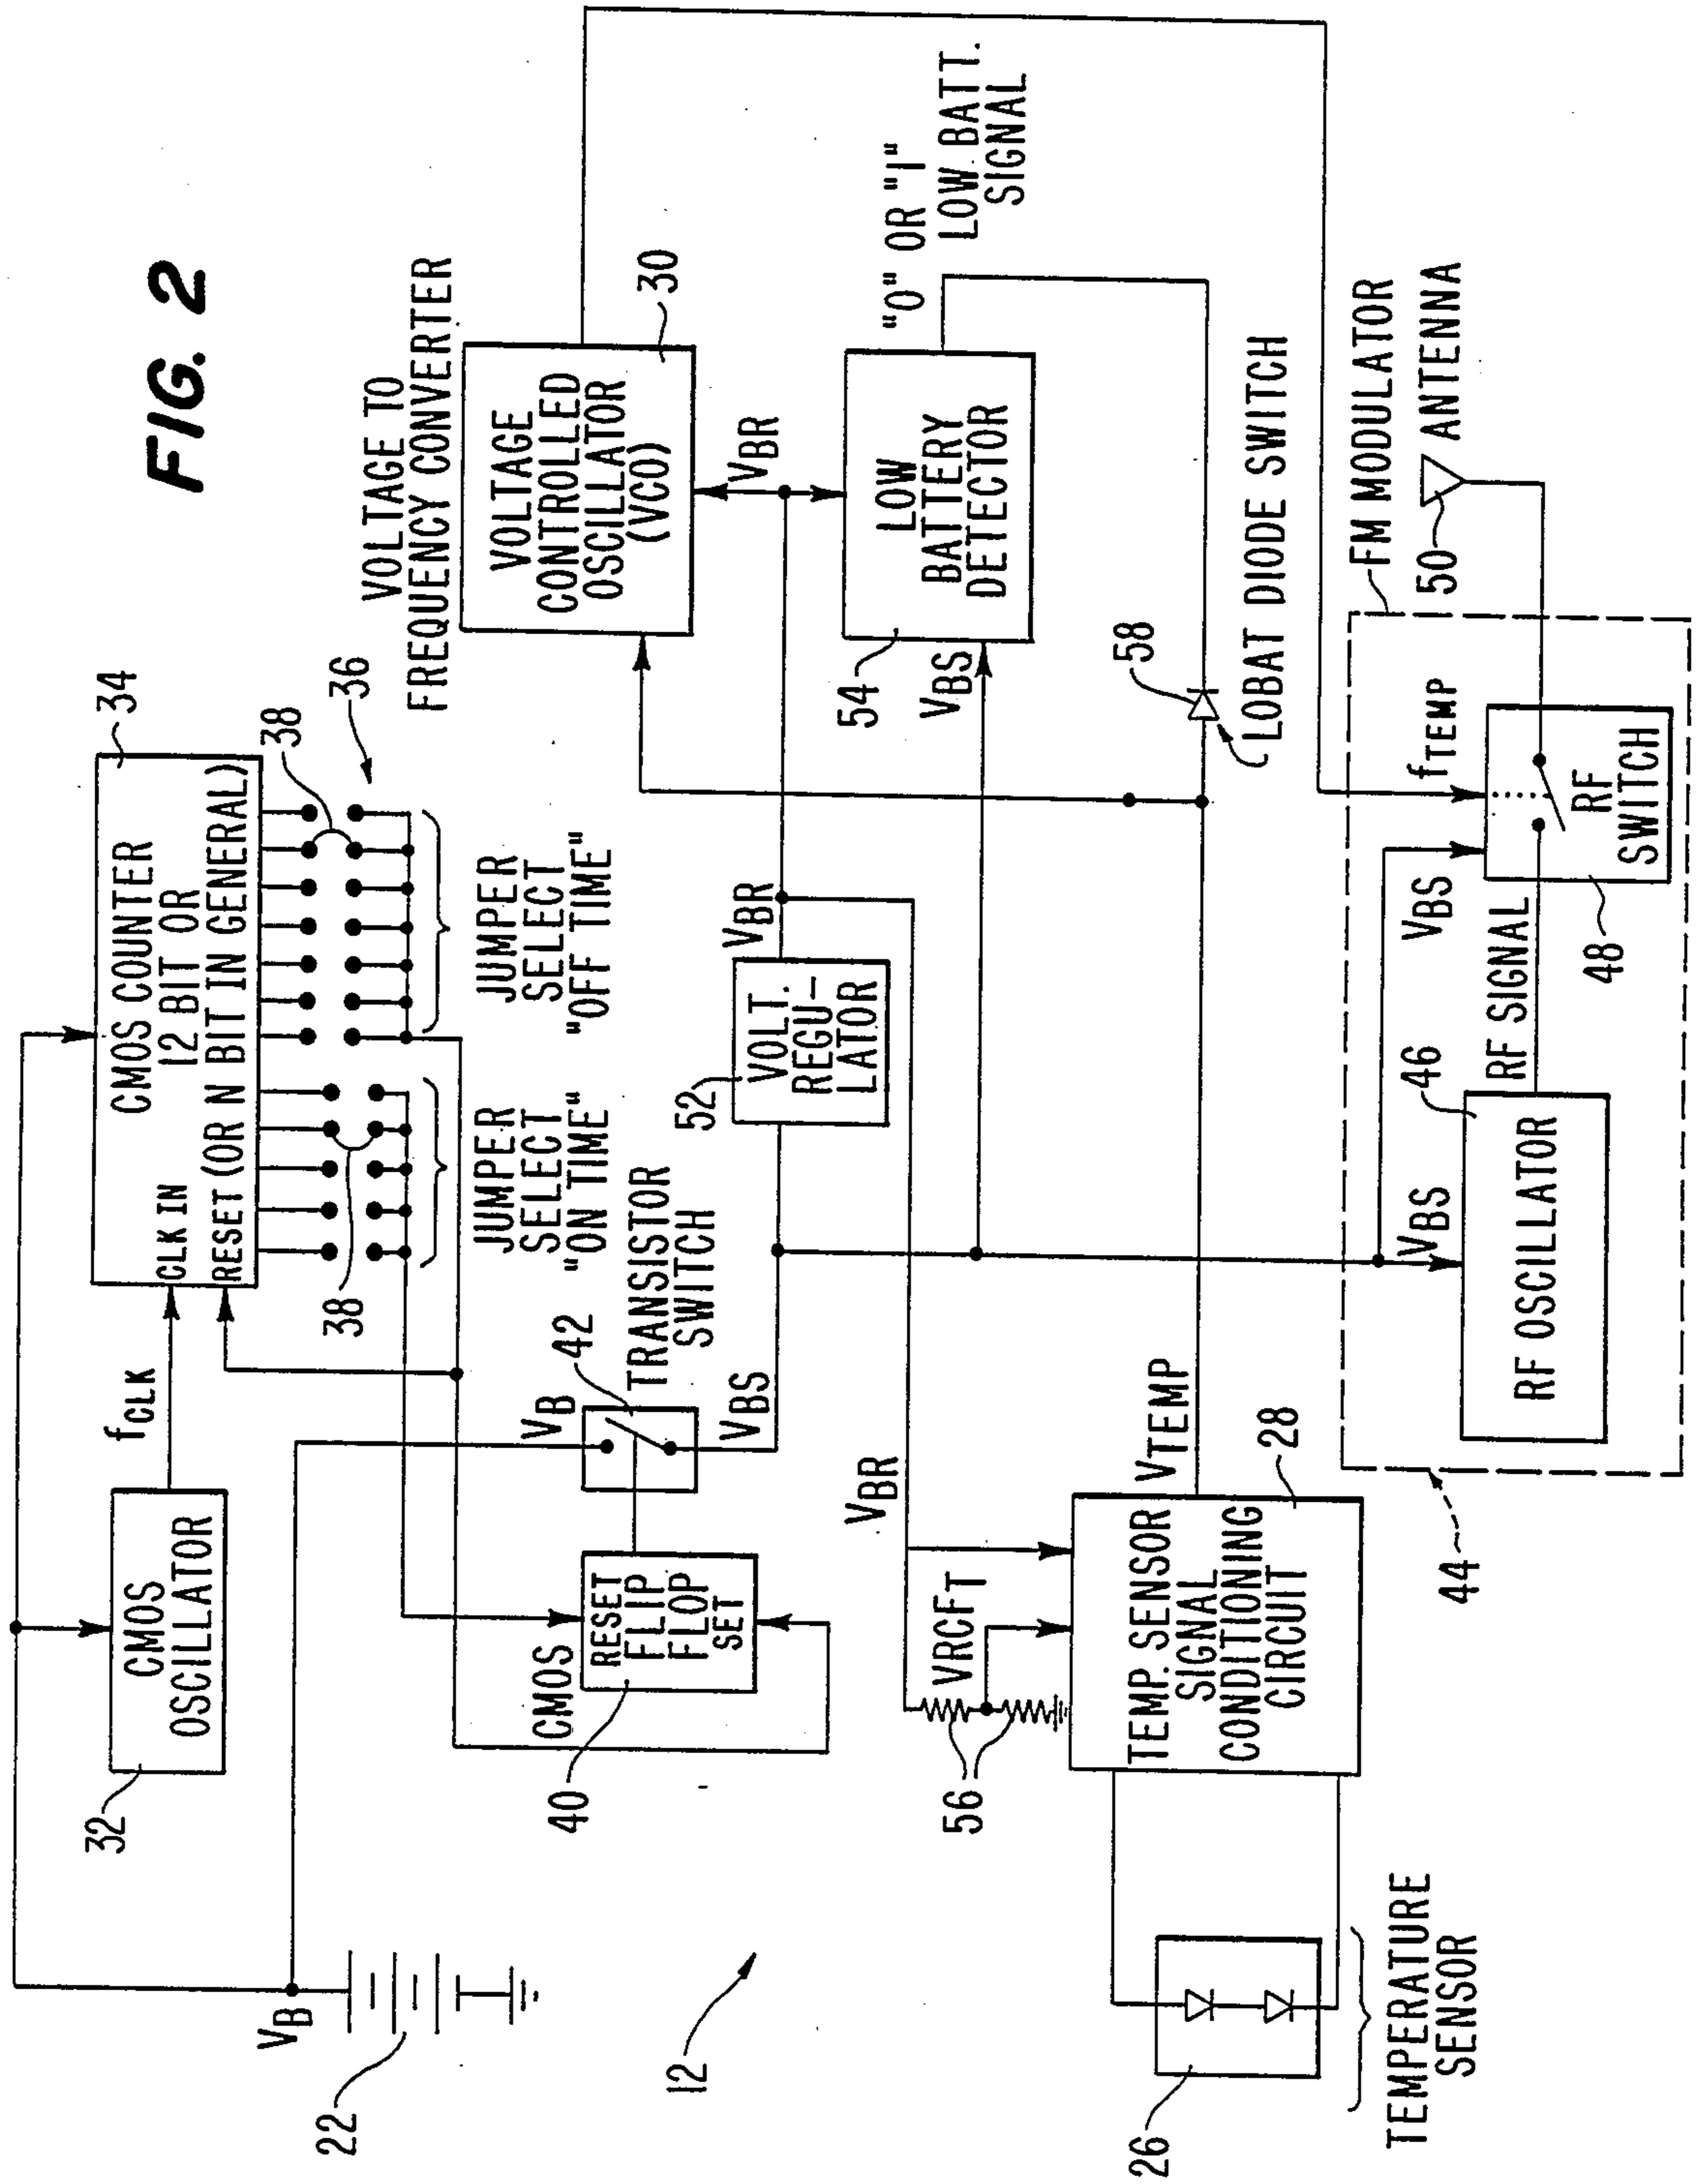 FIG. 2
32
CMOS
OSCILLATOR
fCLK
34
CMOS COUNTER
12 BIT OR
(OR N BIT IN GENERAL)
CLK IN
RESET
38
38
36
JUMPER
SELECT
"ON TIME"
JUMPER
SELECT
"OFF TIME"
VOLTAGE TO
FREQUENCY CONVERTER
VOLTAGE
CONTROLLED
OSCILLATOR
(VCO)
30
VB
22
40
CMOS
RESET
FLIP
FLOP
SET
VB
42
TRANSISTOR
SWITCH
VBS
52
VOLT.
REGU-
LATOR
VBR
VBR
54
LOW
BATTERY
DETECTOR
VBS
"0" OR "1"
LOW BATT.
SIGNAL
12
VBR
VRCFT
56
TEMP. SENSOR
SIGNAL
CONDITIONING
CIRCUIT
28
VTEMP
58
LOBAT DIODE SWITCH
26
TEMPERATURE
SENSOR
44
FM MODULATOR
VBS
46
RF OSCILLATOR
RF SIGNAL
VBS
fTEMP
RF
SWITCH
48
50
ANTENNA